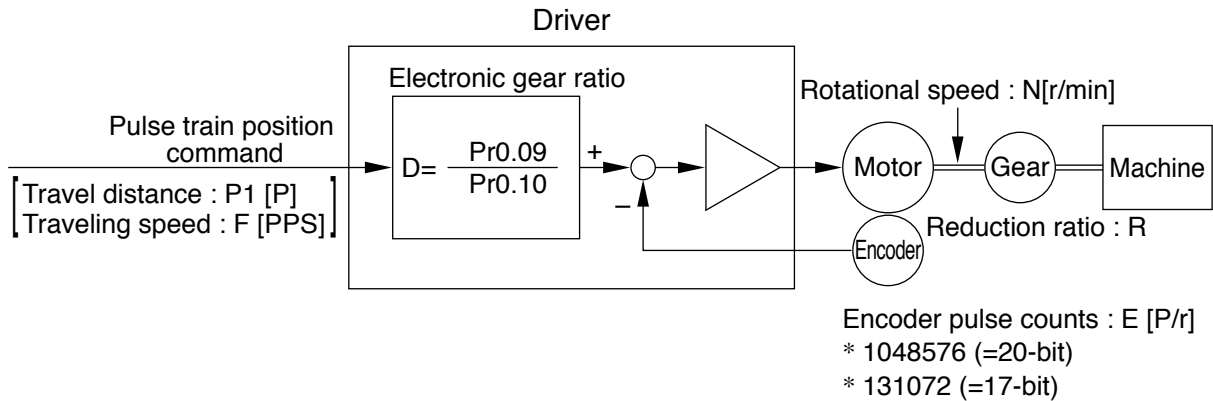 Driver
Electronic gear ratio
Pulse train position
command
Travel distance : P1 [P]
Traveling speed : F [PPS]
D= Pr0.09
Pr0.10
+
−
Rotational speed : N[r/min]
Motor
Gear
Machine
Reduction ratio : R
Encoder
Encoder pulse counts : E [P/r]
* 1048576 (=20-bit)
* 131072 (=17-bit)